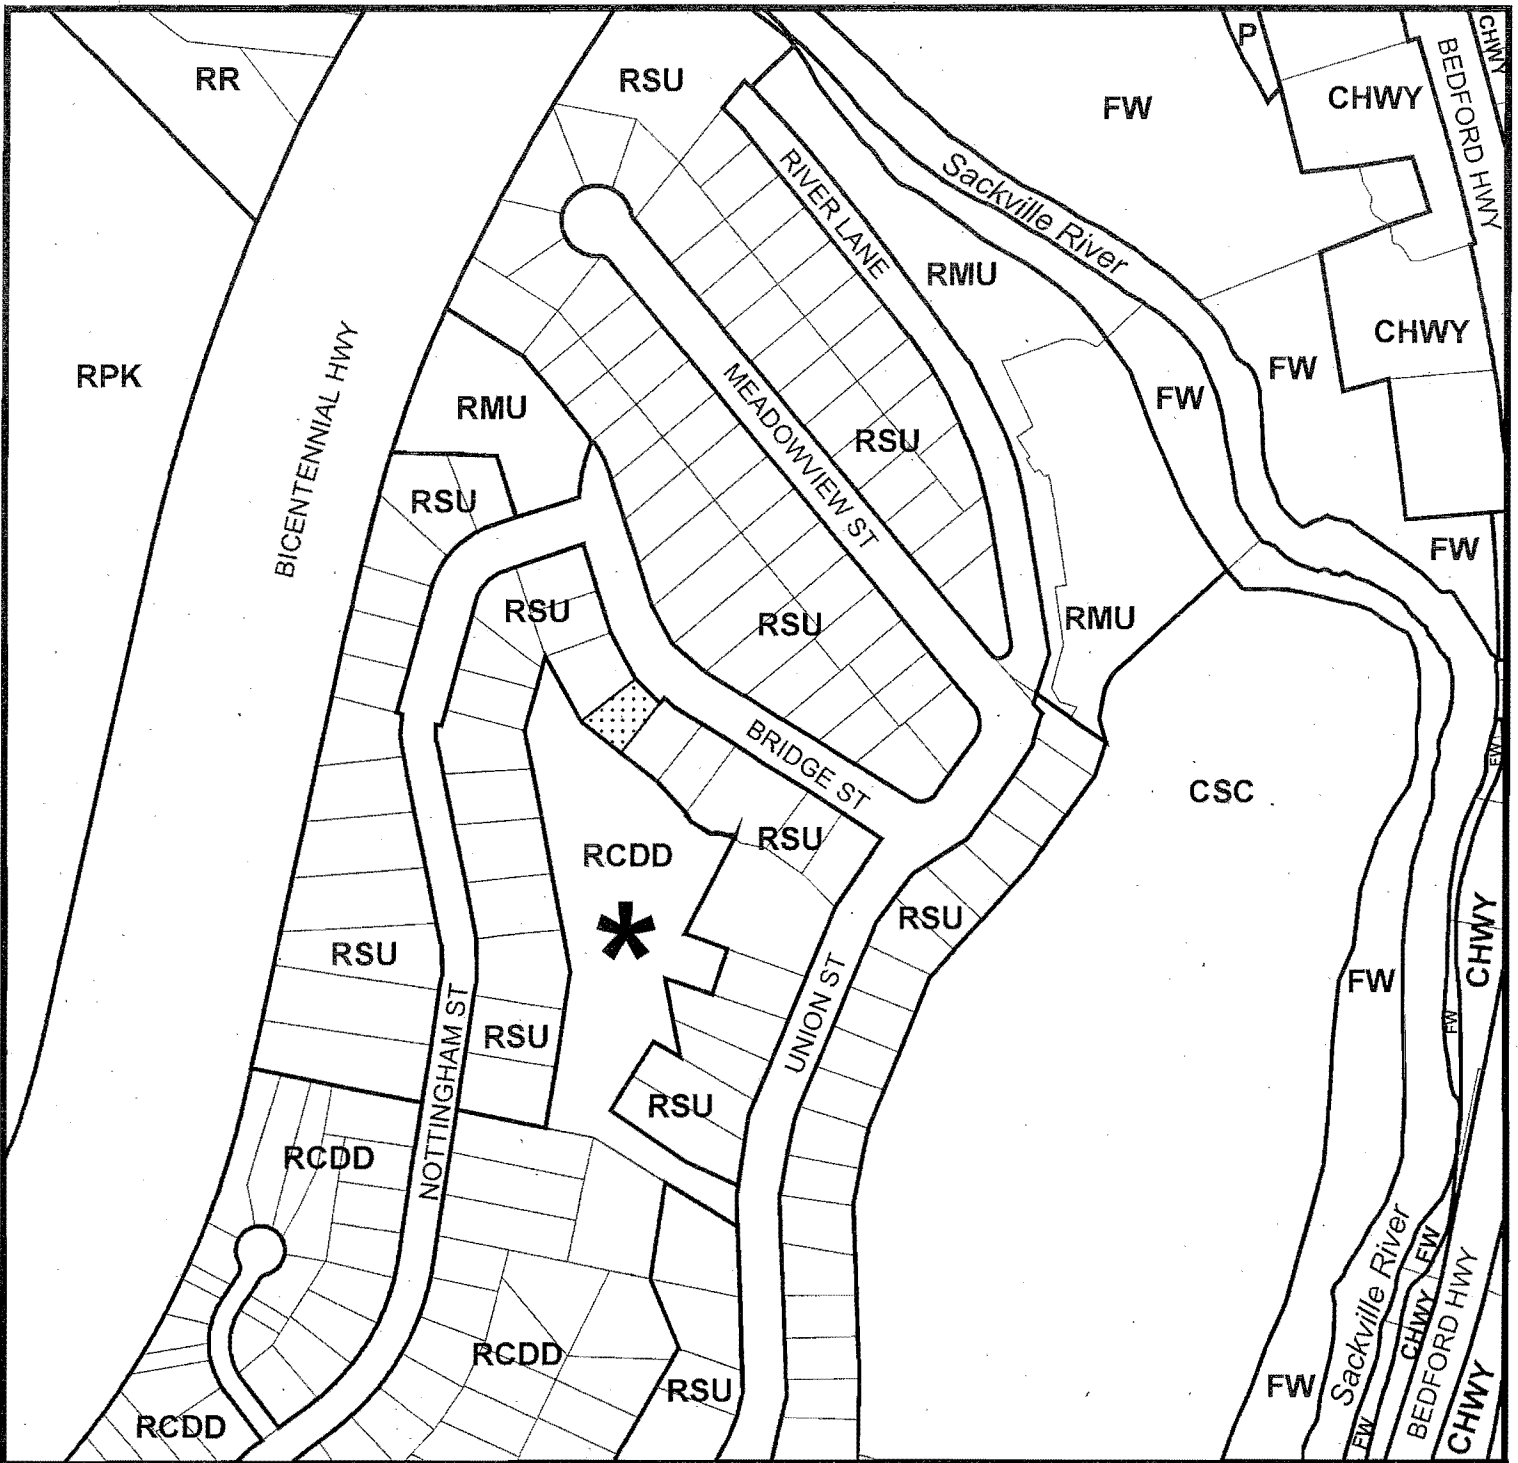 RR
RSU
P
CHWY
BEDFORD HWY
CHWY
FW
Sackville River
RIVER LANE
RMU
CHWY
FW
FW
RPK
BICENTENNIAL HWY
RMU
MEADOWVIEW ST
RSU
RSU
FW
RSU
RSU
RMU
BRIDGE ST
CSC
FW
RSU
RCDD
*
RSU
CHWY
RSU
FW
UNION ST
FW
RSU
NOTTINGHAM ST
RSU
RCDD
Sackville River
FW
CHWY
BEDFORD HWY
RCDD
RSU
FW
RCDD
FW
CHWY